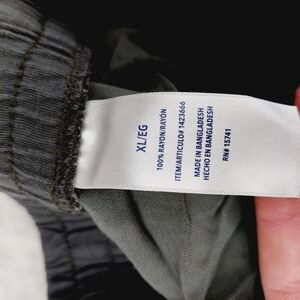 XL/EG
100% RAYON/RAYÓN
ITEM/ARTICULO# 1423666
MADE IN BANGLADESH
HECHO EN BANGLADESH
RN# 15741